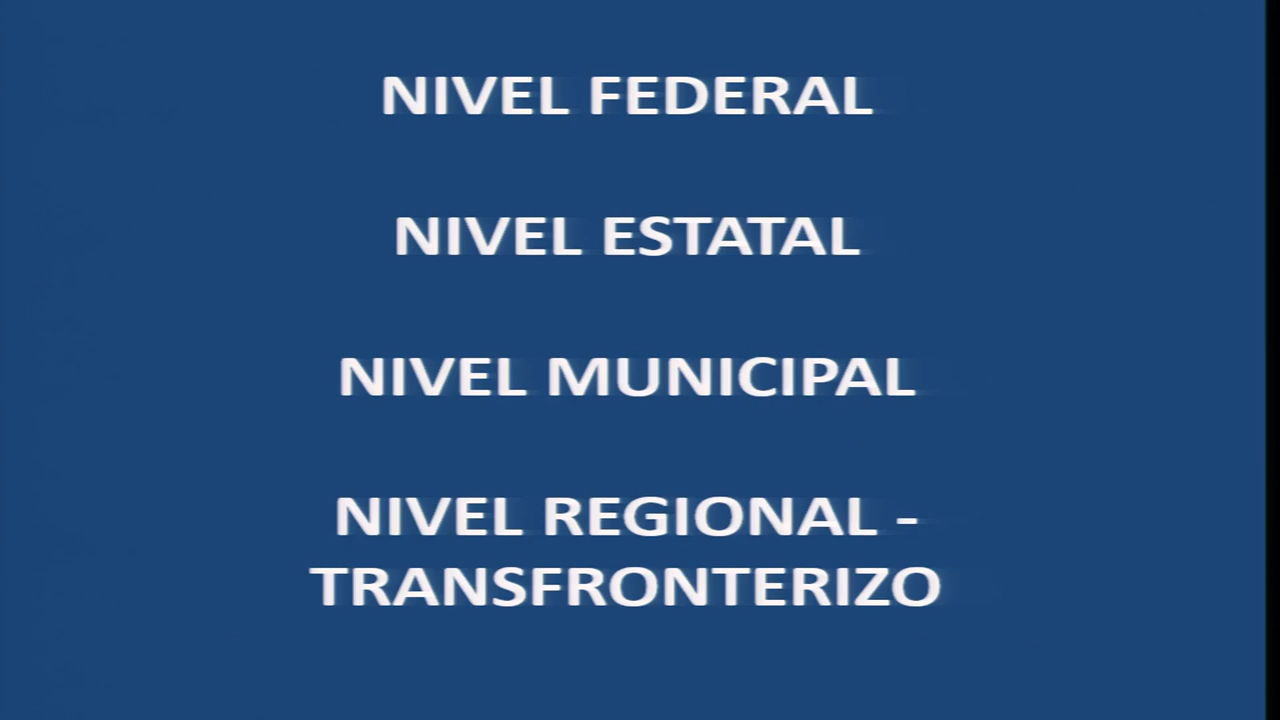 NIVEL FEDERAL
NIVEL ESTATAL
NIVEL MUNICIPAL
NIVEL REGIONAL -
TRANSFRONTERIZO